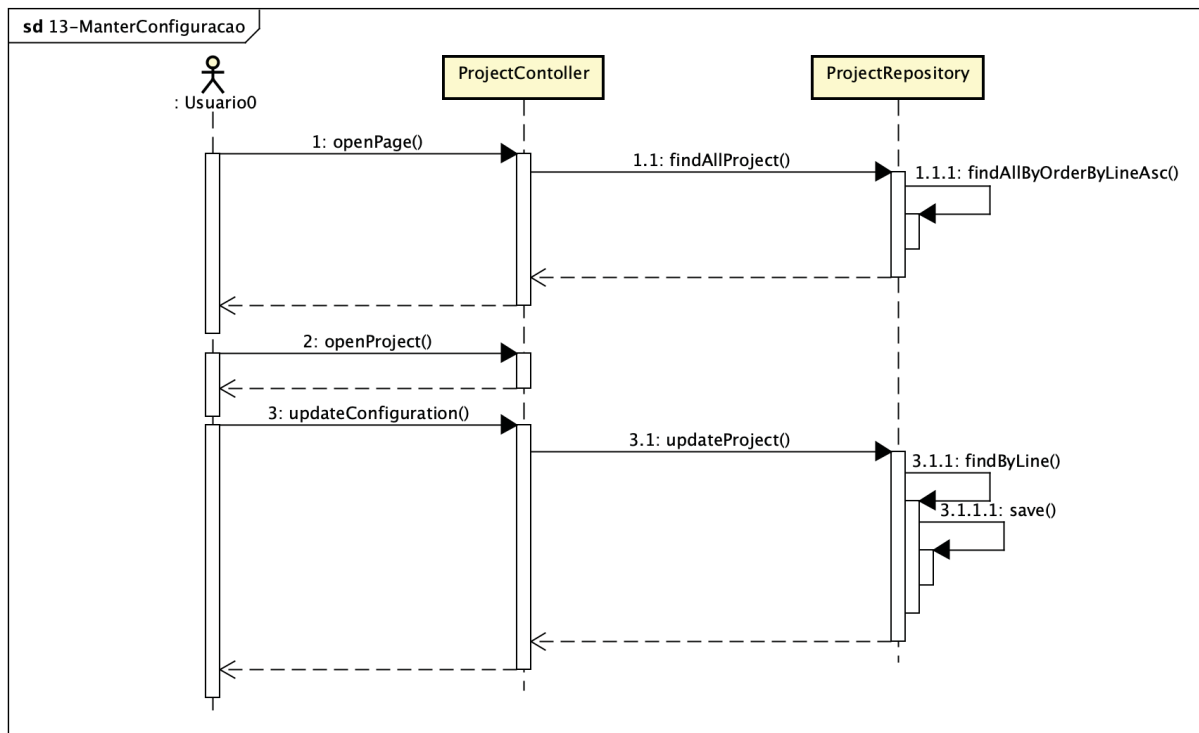 sd 13-ManterConfiguracao
: Usuario0
ProjectContoller
ProjectRepository
1: openPage()
1.1: findAllProject()
1.1.1: findAllByOrderByLineAsc()
2: openProject()
3: updateConfiguration()
3.1: updateProject()
3.1.1: findByLine()
3.1.1.1: save()